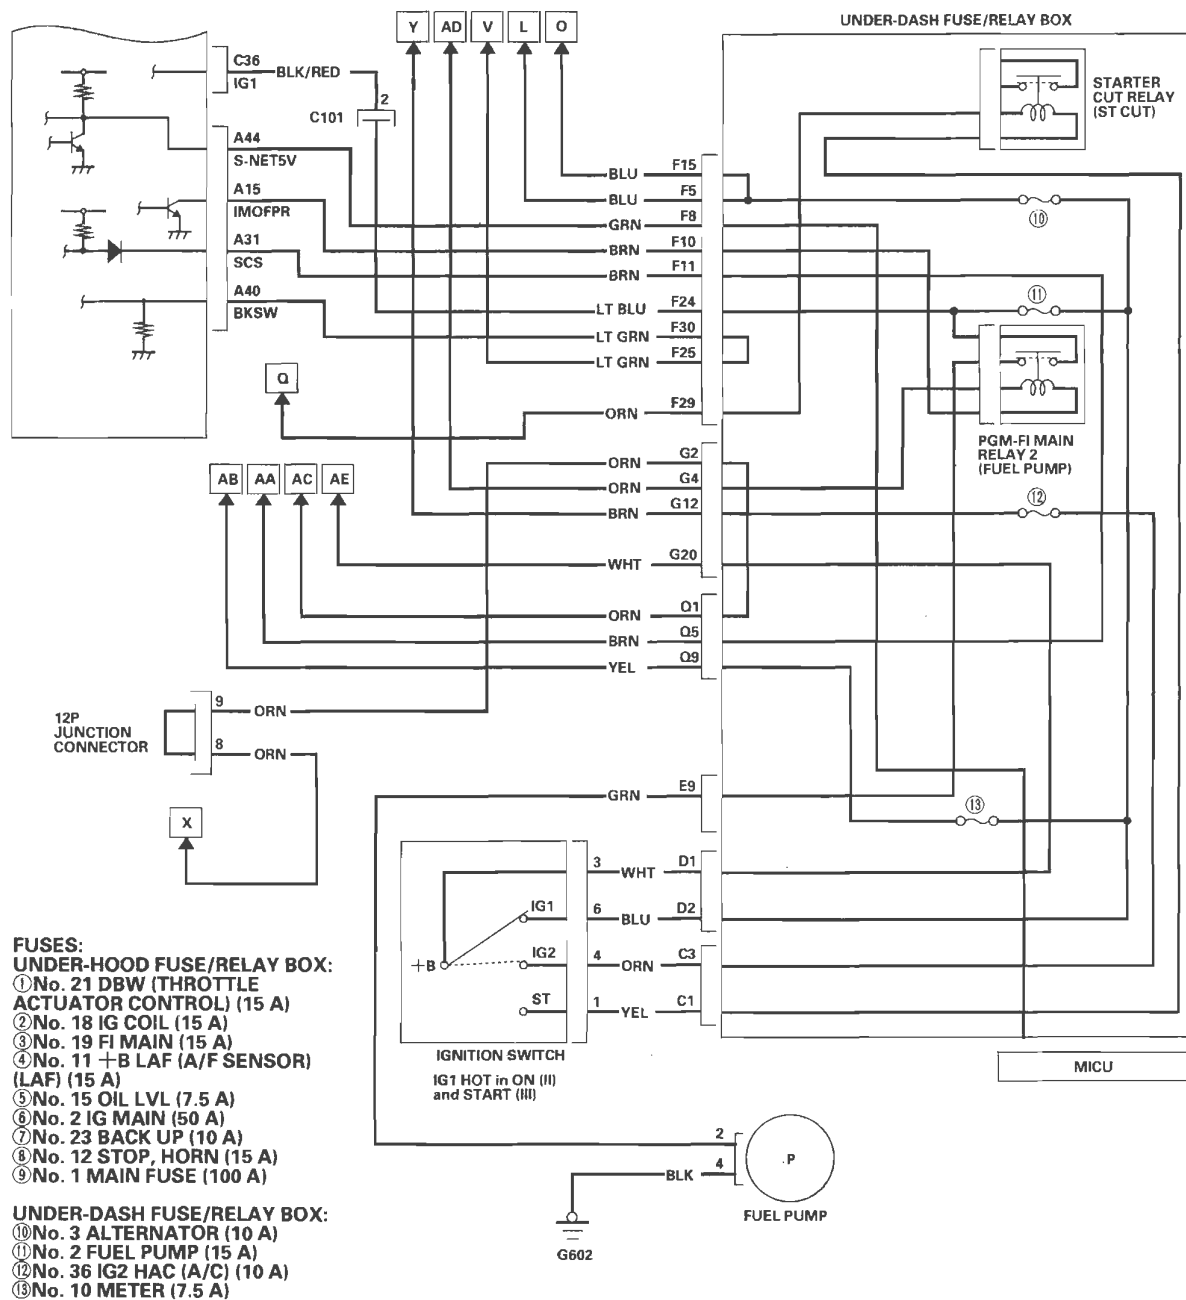 Y AD V L O
UNDER-DASH FUSE/RELAY BOX
C36
IG1
BLK/RED
2
C101
STARTER
CUT RELAY
(ST CUT)
A44
S-NET5V
A15
IMOFPR
A31
SCS
A40
BKSW
BLU F15
BLU F5
GRN F8
BRN F10
BRN F11
LT BLU F24
LT GRN F30
LT GRN F25
ORN F29
⑩
⑪
PGM-FI MAIN
RELAY 2
(FUEL PUMP)
Q
AB AA AC AE
ORN G2
ORN G4
BRN G12
⑫
WHT G20
ORN Q1
BRN Q5
YEL Q9
12P
JUNCTION
CONNECTOR
9 ORN
8 ORN
X
GRN E9
⑬
3 WHT D1
IG1 6 BLU D2
+B IG2 4 ORN C3
ST 1 YEL C1
IGNITION SWITCH
IG1 HOT in ON (II)
and START (III)
MICU
2
4
BLK
P
FUEL PUMP
G602
FUSES:
UNDER-HOOD FUSE/RELAY BOX:
①No. 21 DBW (THROTTLE
ACTUATOR CONTROL) (15 A)
②No. 18 IG COIL (15 A)
③No. 19 FI MAIN (15 A)
④No. 11 +B LAF (A/F SENSOR)
(LAF) (15 A)
⑤No. 15 OIL LVL (7.5 A)
⑥No. 2 IG MAIN (50 A)
⑦No. 23 BACK UP (10 A)
⑧No. 12 STOP, HORN (15 A)
⑨No. 1 MAIN FUSE (100 A)
UNDER-DASH FUSE/RELAY BOX:
⑩No. 3 ALTERNATOR (10 A)
⑪No. 2 FUEL PUMP (15 A)
⑫No. 36 IG2 HAC (A/C) (10 A)
⑬No. 10 METER (7.5 A)